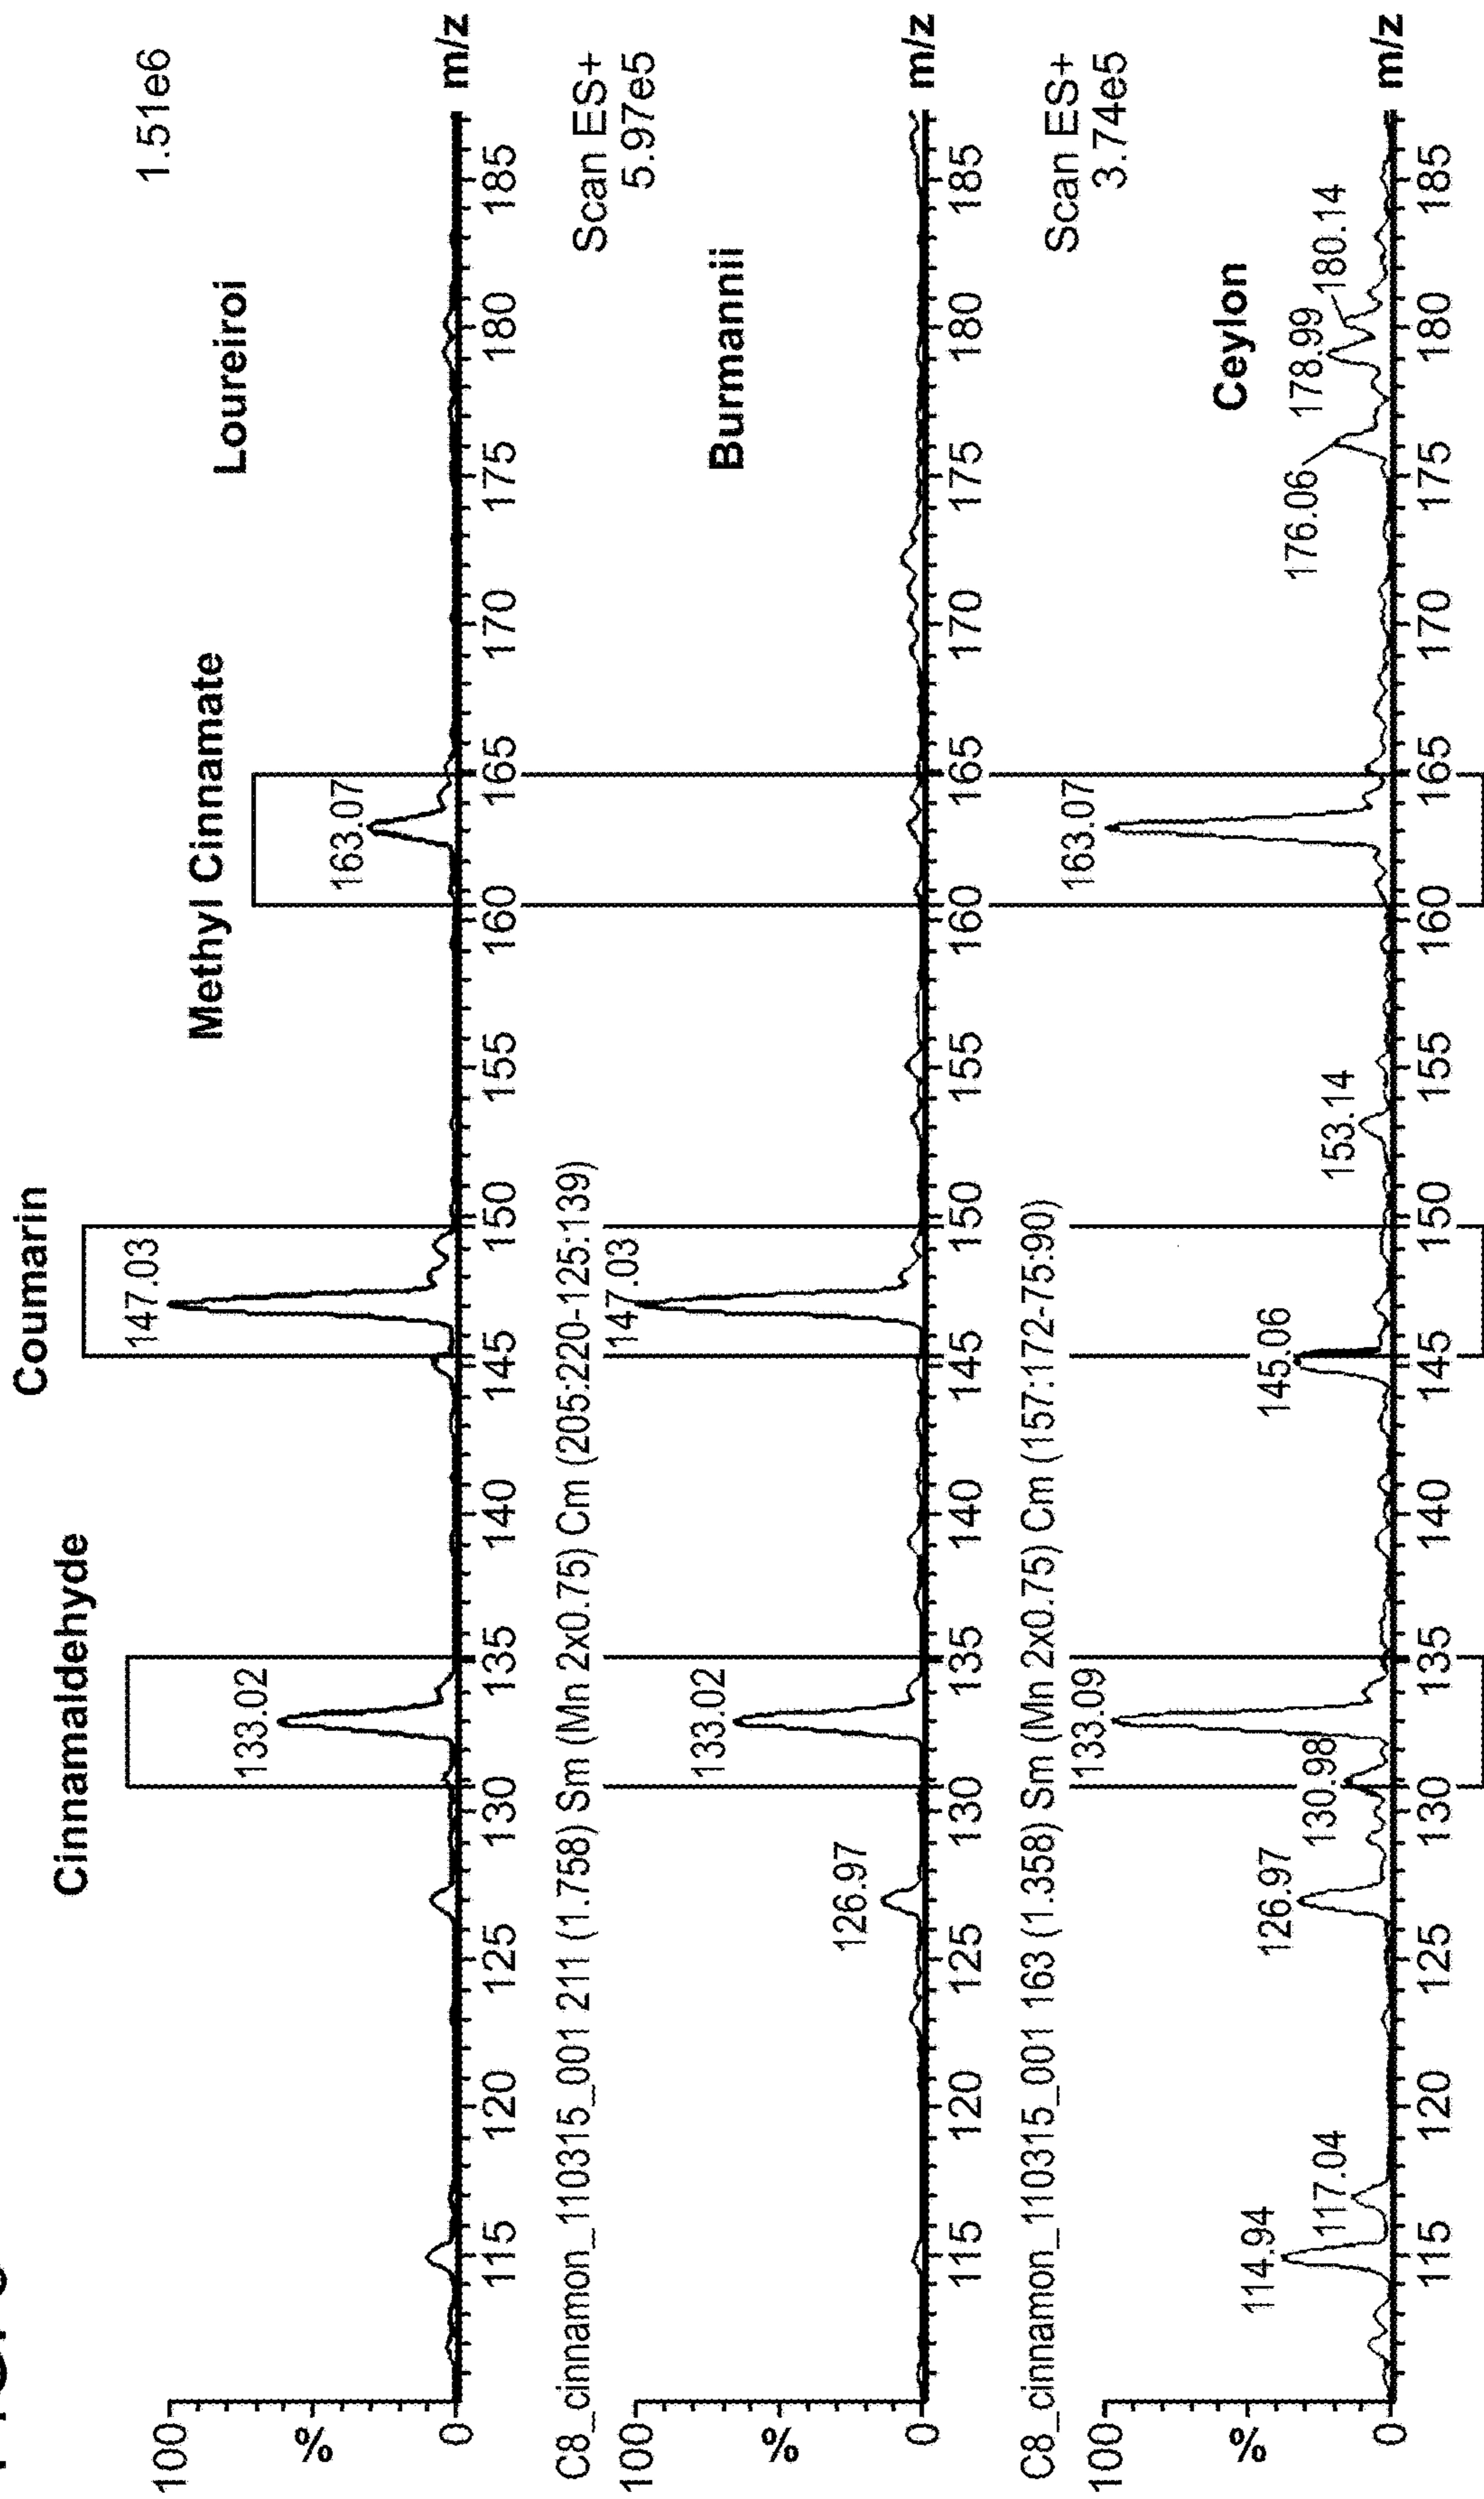 Cinnamaldehyde
Coumarin
Methyl Cinnamate
1.51e6
Loureiroi
100
%
0
133.02
147.03
163.07
115 120 125 130 135 140 145 150 155 160 165 170 175 180 185
m/z
C8_cinnamon_110315_001 211 (1.758) Sm (Mn 2x0.75) Cm (205:220-125:139)
Scan ES+
5.97e5
Burmannii
100
%
0
126.97
133.02
147.03
115 120 125 130 135 140 145 150 155 160 165 170 175 180 185
m/z
C8_cinnamon_110315_001 163 (1.358) Sm (Mn 2x0.75) Cm (157:172-75:90)
Scan ES+
3.74e5
Ceylon
100
%
0
114.94
117.04
126.97
130.98
133.09
145.06
153.14
163.07
176.06
178.99
180.14
115 120 125 130 135 140 145 150 155 160 165 170 175 180 185
m/z